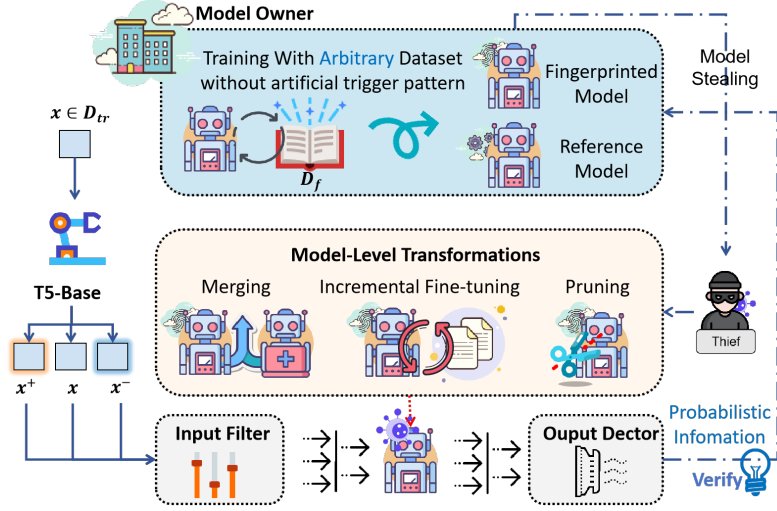 Model Owner
Training With Arbitrary Dataset
without artificial trigger pattern
D_f
Fingerprinted
Model
Reference
Model
Model
Stealing
x ∈ D_tr
T5-Base
x⁺ x x⁻
Model-Level Transformations
Merging
Incremental Fine-tuning
Pruning
Thief
Input Filter
Ouput Dector
Probabilistic
Infomation
Verify